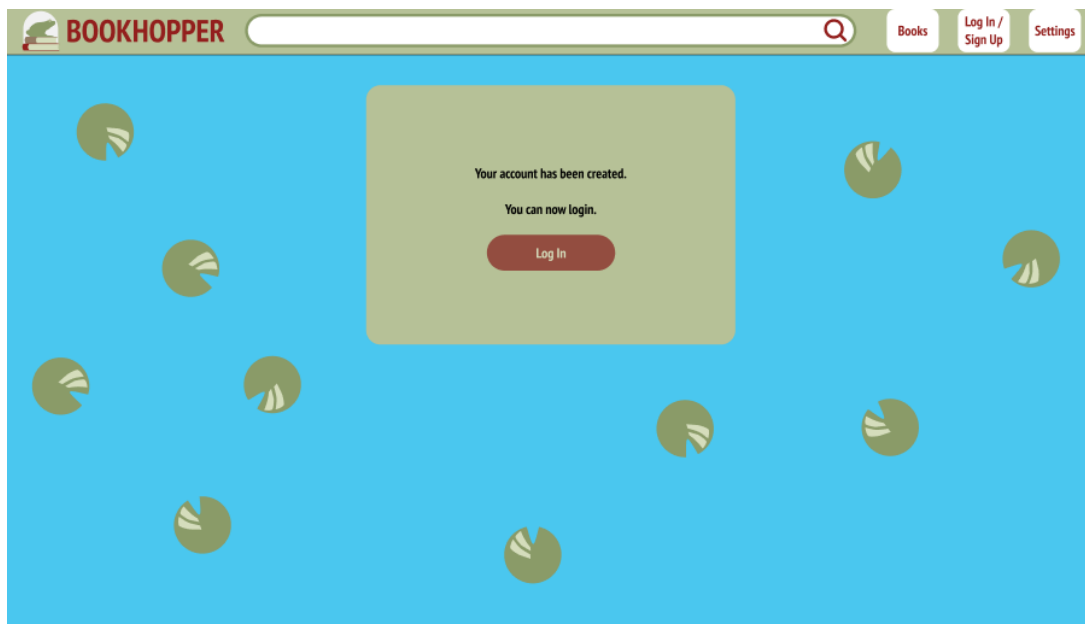 BOOKHOPPER
Books
Log In /
Sign Up
Settings
Your account has been created.
You can now login.
Log In